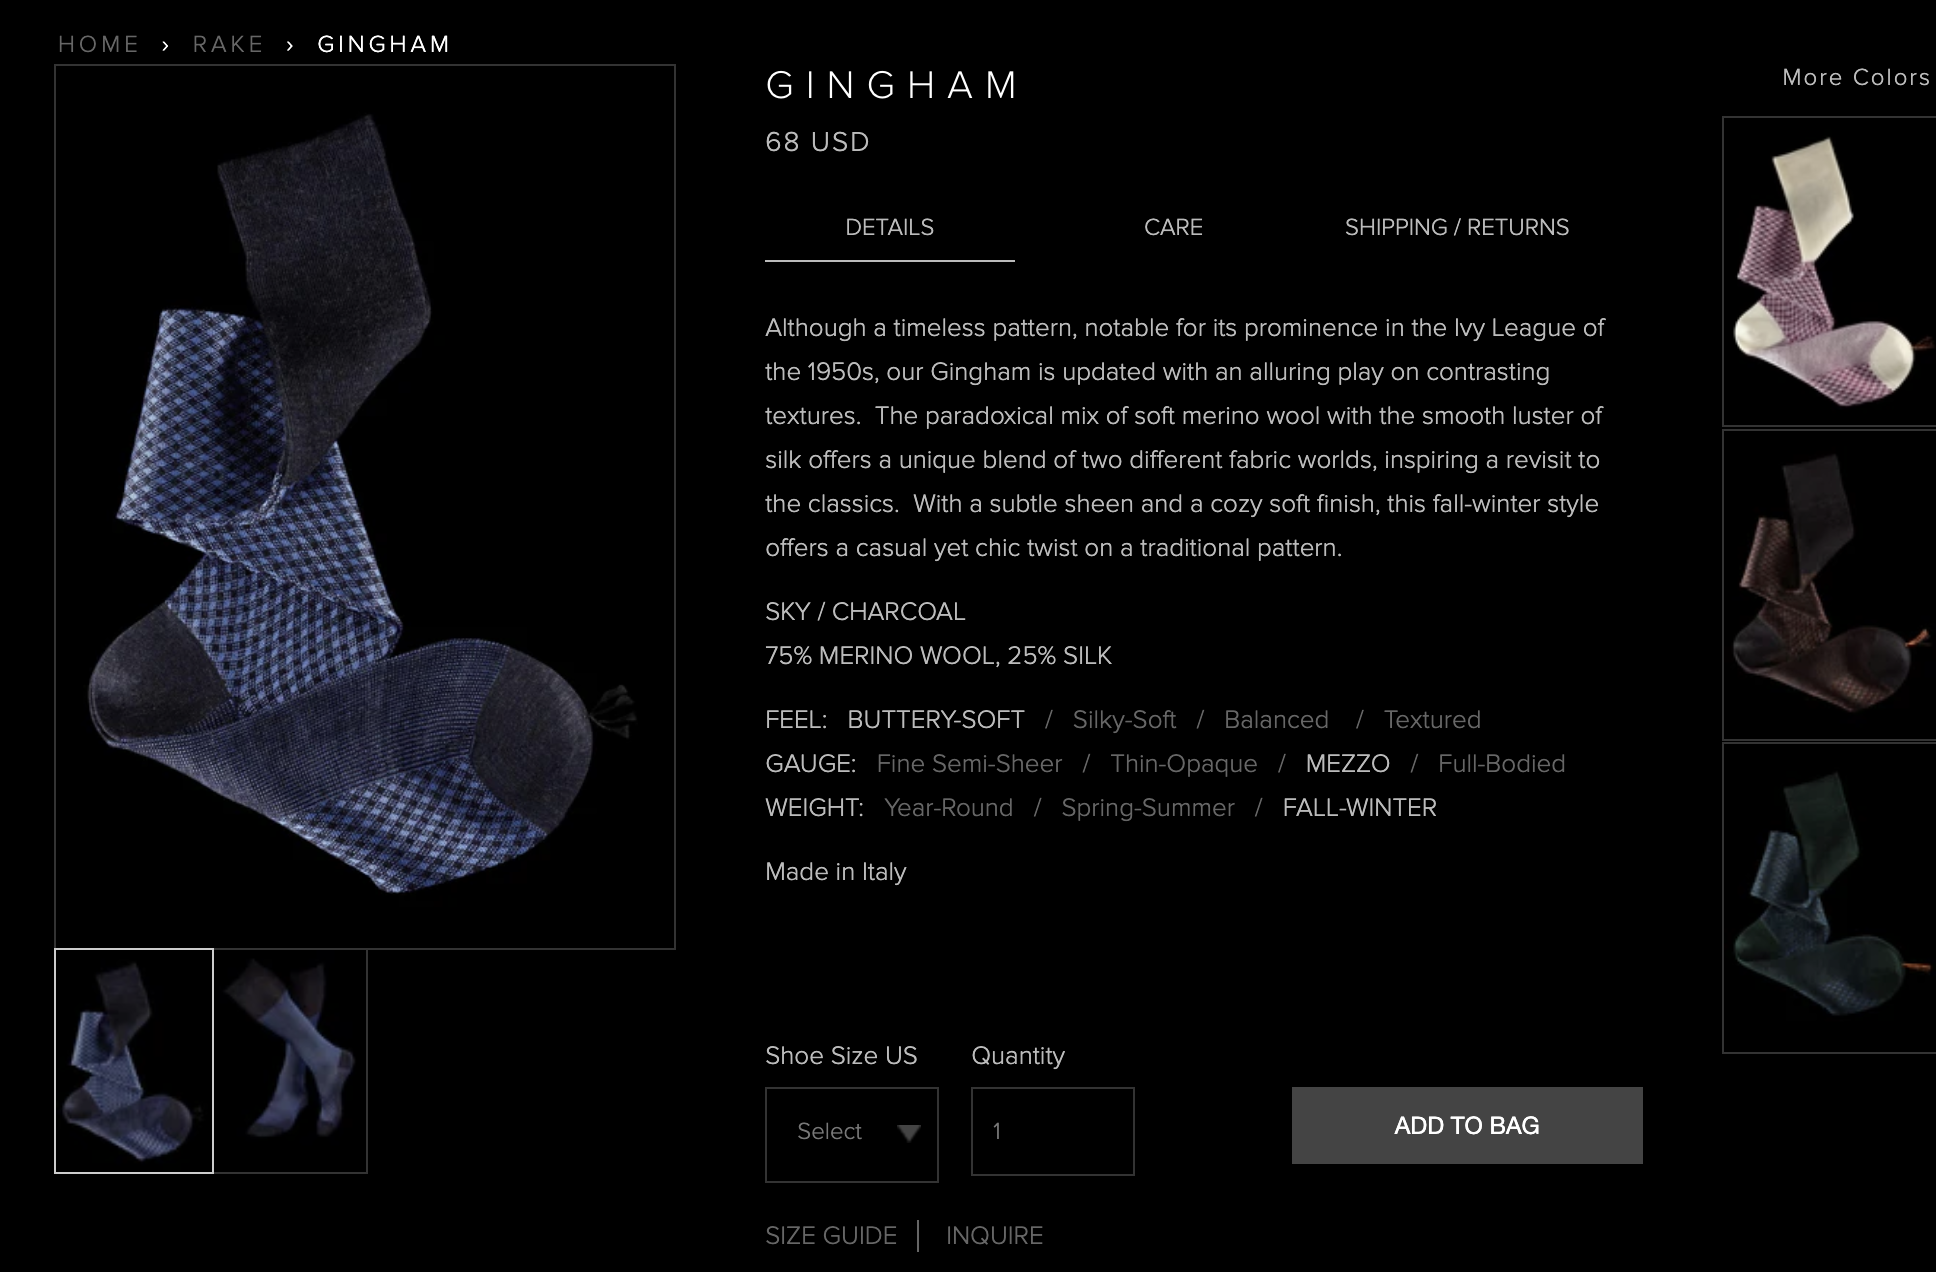 HOME › RAKE › GINGHAM
GINGHAM
68 USD
DETAILS CARE SHIPPING / RETURNS
Although a timeless pattern, notable for its prominence in the Ivy League of
the 1950s, our Gingham is updated with an alluring play on contrasting
textures.  The paradoxical mix of soft merino wool with the smooth luster of
silk offers a unique blend of two different fabric worlds, inspiring a revisit to
the classics.  With a subtle sheen and a cozy soft finish, this fall-winter style
offers a casual yet chic twist on a traditional pattern.
SKY / CHARCOAL
75% MERINO WOOL, 25% SILK
FEEL: BUTTERY-SOFT / Silky-Soft / Balanced / Textured
GAUGE: Fine Semi-Sheer / Thin-Opaque / MEZZO / Full-Bodied
WEIGHT: Year-Round / Spring-Summer / FALL-WINTER
Made in Italy
Shoe Size US Quantity
Select 1 ADD TO BAG
SIZE GUIDE | INQUIRE
More Colors